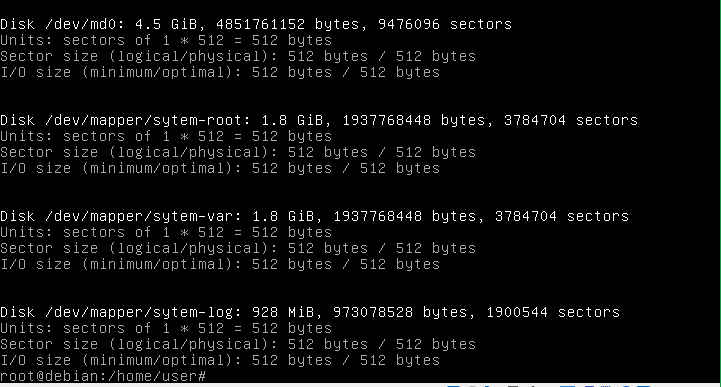 Disk /dev/md0: 4.5 GiB, 4851761152 bytes, 9476096 sectors
Units: sectors of 1 * 512 = 512 bytes
Sector size (logical/physical): 512 bytes / 512 bytes
I/O size (minimum/optimal): 512 bytes / 512 bytes
Disk /dev/mapper/sytem-root: 1.8 GiB, 1937768448 bytes, 3784704 sectors
Units: sectors of 1 * 512 = 512 bytes
Sector size (logical/physical): 512 bytes / 512 bytes
I/O size (minimum/optimal): 512 bytes / 512 bytes
Disk /dev/mapper/sytem-var: 1.8 GiB, 1937768448 bytes, 3784704 sectors
Units: sectors of 1 * 512 = 512 bytes
Sector size (logical/physical): 512 bytes / 512 bytes
I/O size (minimum/optimal): 512 bytes / 512 bytes
Disk /dev/mapper/sytem-log: 928 MiB, 973078528 bytes, 1900544 sectors
Units: sectors of 1 * 512 = 512 bytes
Sector size (logical/physical): 512 bytes / 512 bytes
I/O size (minimum/optimal): 512 bytes / 512 bytes
root@debian:/home/user#